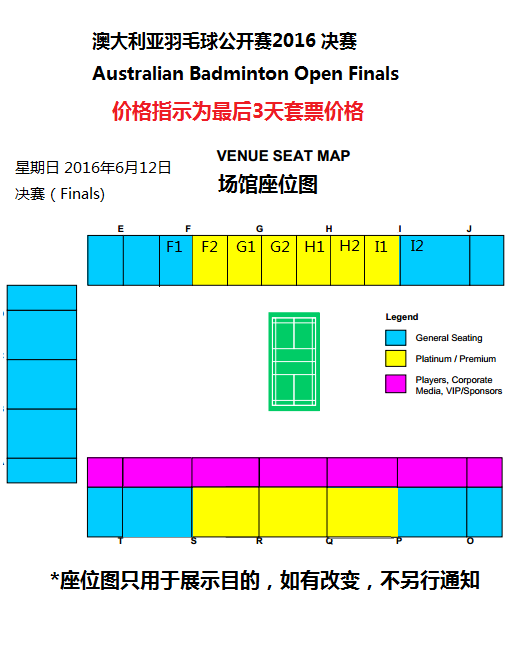 澳大利亚羽毛球公开赛2016 决赛
Australian Badminton Open Finals
价格指示为最后3天套票价格
星期日 2016年6月12日
决赛（Finals)
VENUE SEAT MAP
场馆座位图
E F G H I J
F1 F2 G1 G2 H1 H2 I1 I2
Legend
General Seating
Platinum / Premium
Players, Corporate
Media, VIP/Sponsors
T S R Q P O
*座位图只用于展示目的，如有改变，不另行通知